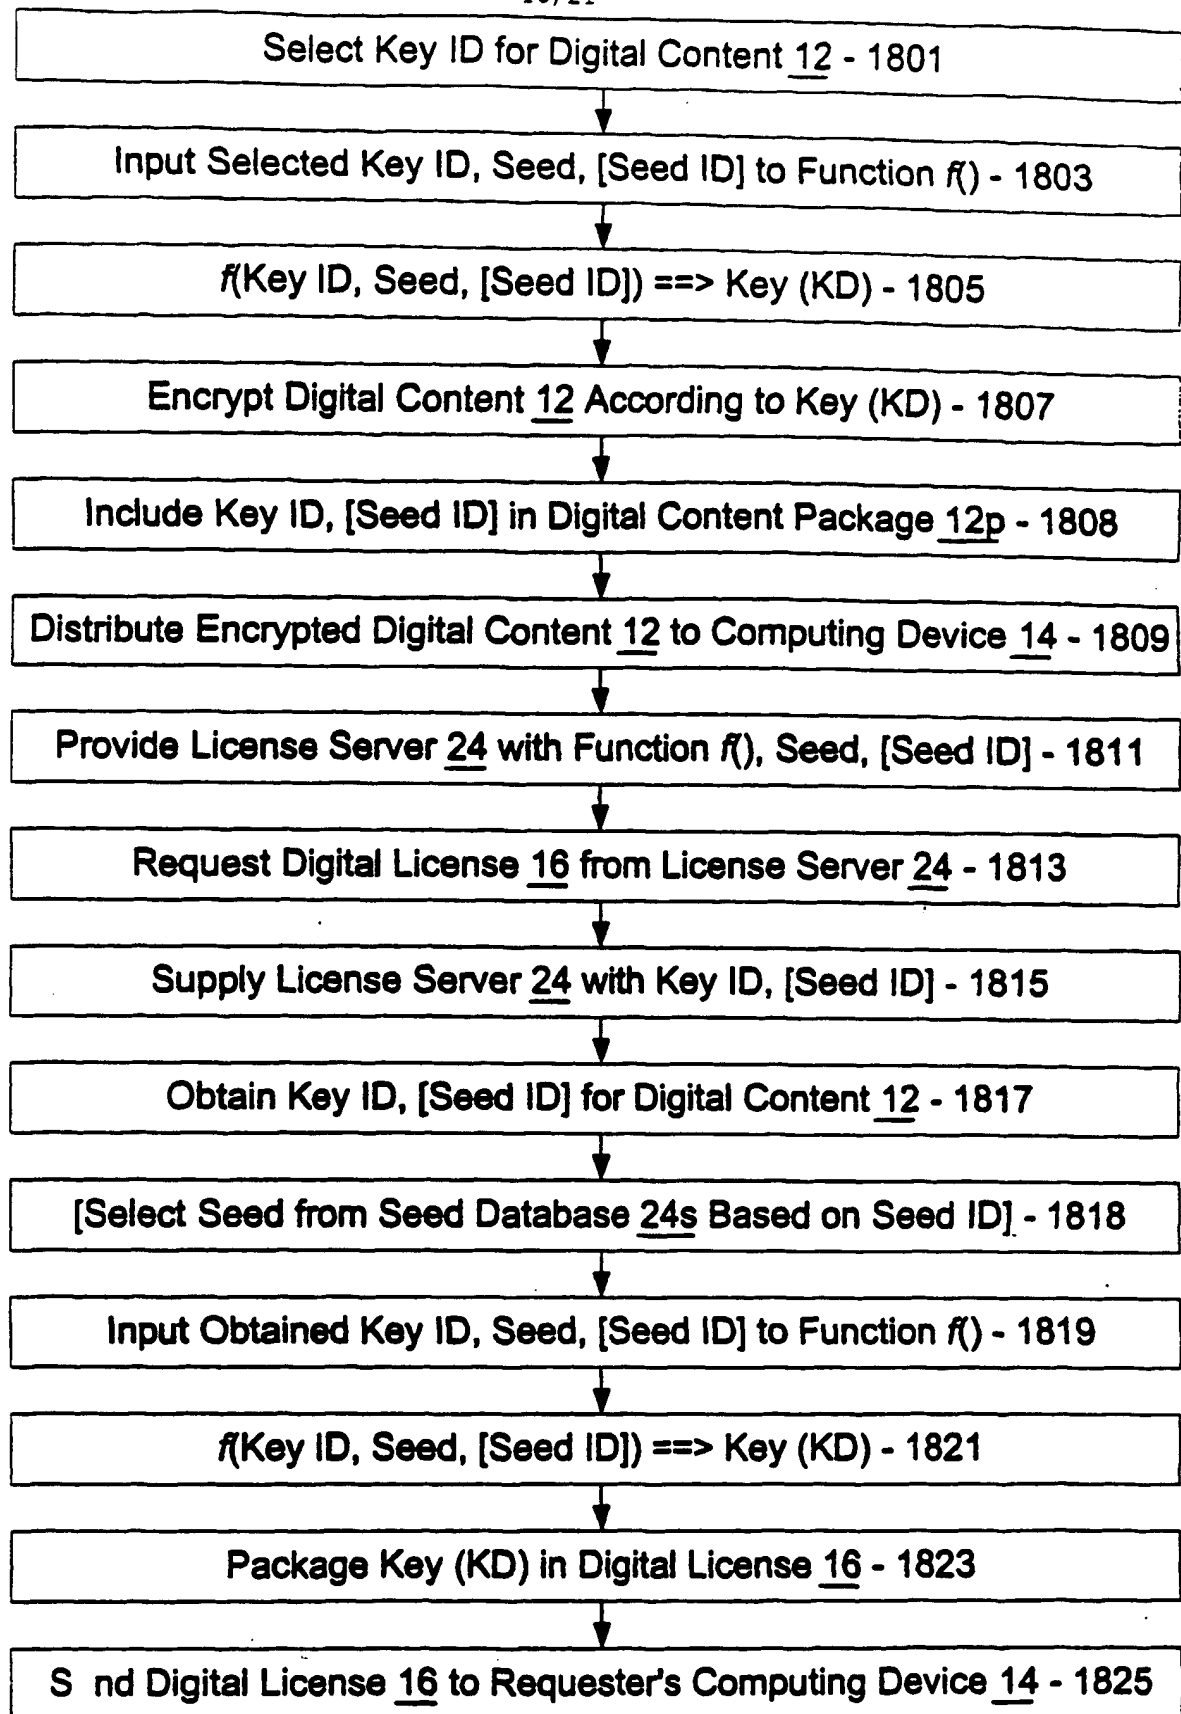 Select Key ID for Digital Content 12 - 1801
Input Selected Key ID, Seed, [Seed ID] to Function f() - 1803
f(Key ID, Seed, [Seed ID]) ==> Key (KD) - 1805
Encrypt Digital Content 12 According to Key (KD) - 1807
Include Key ID, [Seed ID] in Digital Content Package 12p - 1808
Distribute Encrypted Digital Content 12 to Computing Device 14 - 1809
Provide License Server 24 with Function f(), Seed, [Seed ID] - 1811
Request Digital License 16 from License Server 24 - 1813
Supply License Server 24 with Key ID, [Seed ID] - 1815
Obtain Key ID, [Seed ID] for Digital Content 12 - 1817
[Select Seed from Seed Database 24s Based on Seed ID] - 1818
Input Obtained Key ID, Seed, [Seed ID] to Function f() - 1819
f(Key ID, Seed, [Seed ID]) ==> Key (KD) - 1821
Package Key (KD) in Digital License 16 - 1823
S nd Digital License 16 to Requester's Computing Device 14 - 1825